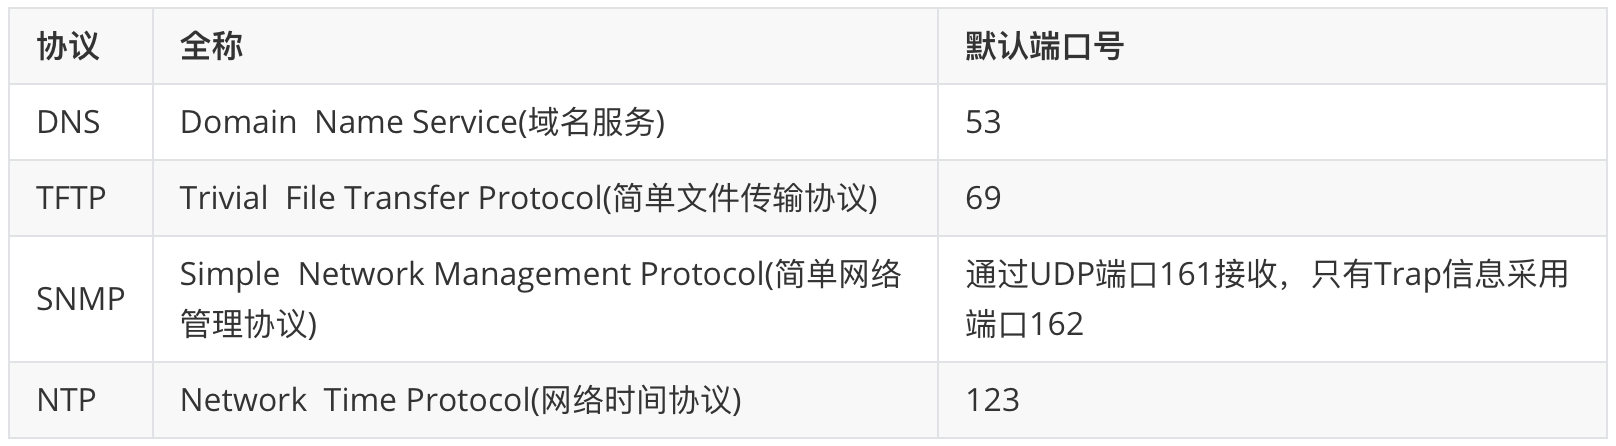 协议 全称 默认端口号
DNS Domain  Name Service(域名服务) 53
TFTP Trivial  File Transfer Protocol(简单文件传输协议) 69
SNMP
Simple  Network Management Protocol(简单网络
管理协议)
通过UDP端口161接收，只有Trap信息采用
端口162
NTP Network  Time Protocol(网络时间协议) 123